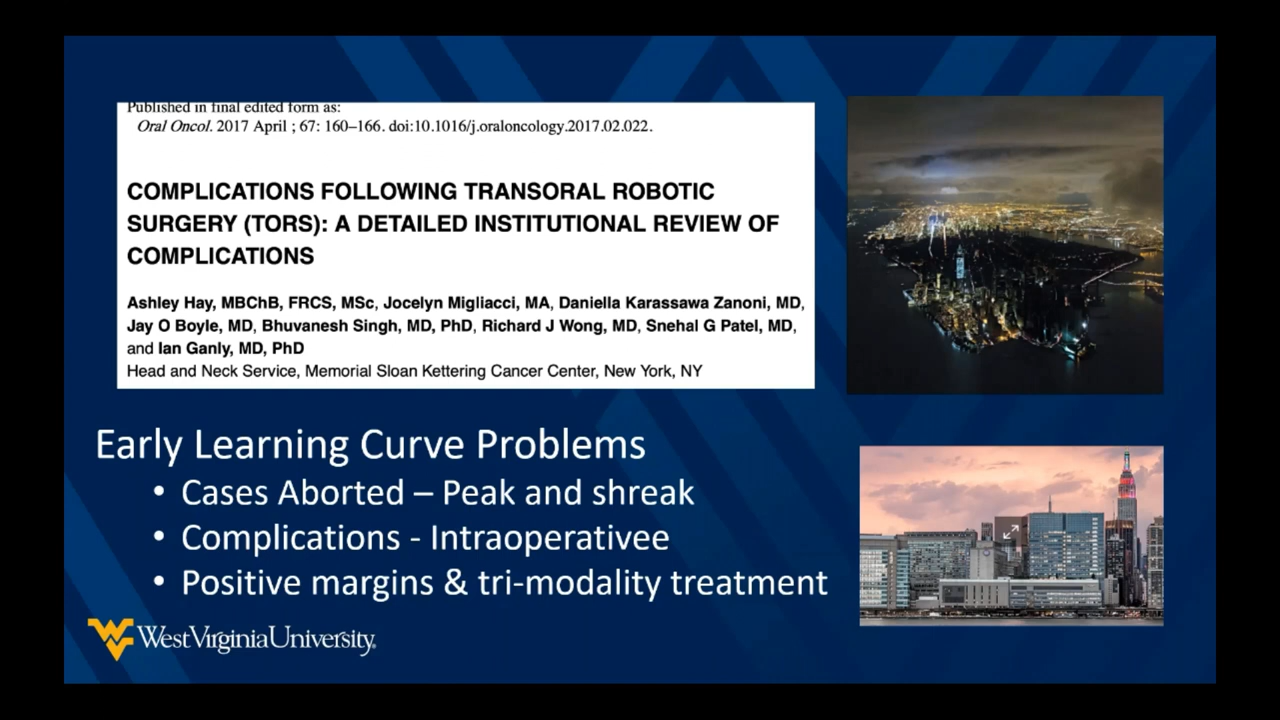 Published in final edited form as:
Oral Oncol. 2017 April ; 67: 160–166. doi:10.1016/j.oraloncology.2017.02.022.
COMPLICATIONS FOLLOWING TRANSORAL ROBOTIC
SURGERY (TORS): A DETAILED INSTITUTIONAL REVIEW OF
COMPLICATIONS
Ashley Hay, MBChB, FRCS, MSc, Jocelyn Migliacci, MA, Daniella Karassawa Zanoni, MD,
Jay O Boyle, MD, Bhuvanesh Singh, MD, PhD, Richard J Wong, MD, Snehal G Patel, MD,
and Ian Ganly, MD, PhD
Head and Neck Service, Memorial Sloan Kettering Cancer Center, New York, NY
Early Learning Curve Problems
• Cases Aborted – Peak and shreak
• Complications - Intraoperativee
• Positive margins & tri-modality treatment
WestVirginiaUniversity.